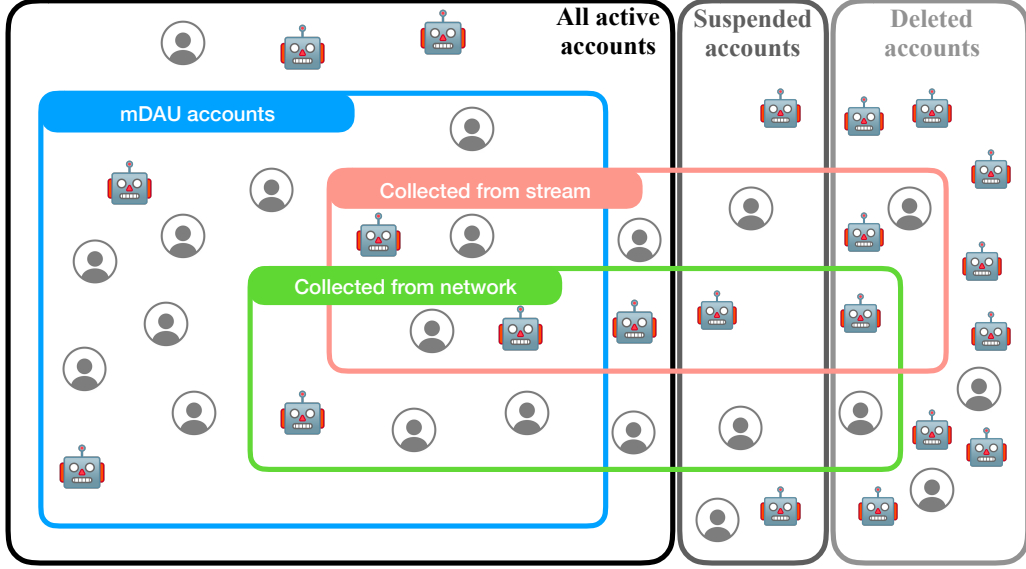 All active
accounts
Suspended
accounts
Deleted
accounts
mDAU accounts
Collected from stream
Collected from network